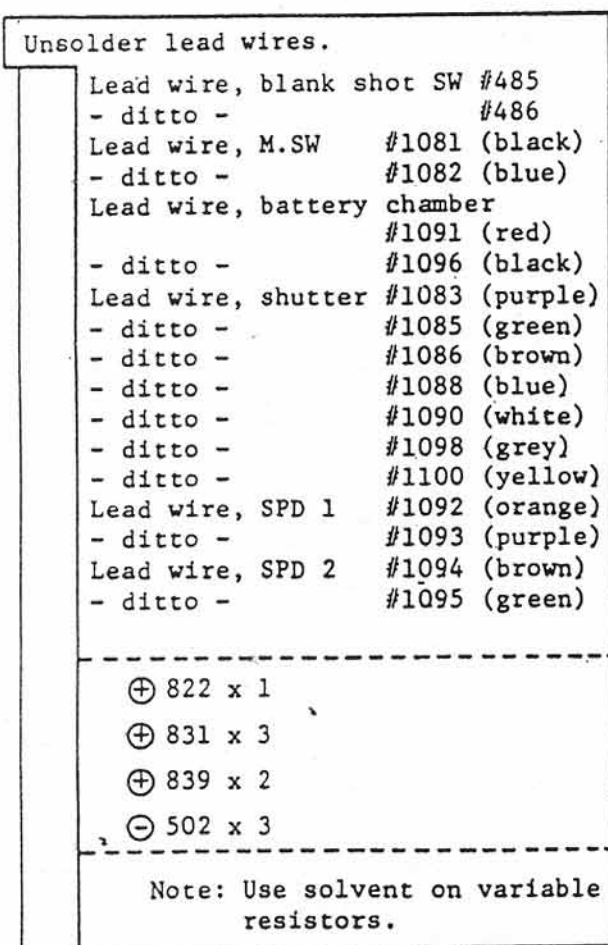 Unsolder lead wires.
Lead wire, blank shot SW #485
- ditto - #486
Lead wire, M.SW #1081 (black)
- ditto - #1082 (blue)
Lead wire, battery chamber
#1091 (red)
- ditto - #1096 (black)
Lead wire, shutter #1083 (purple)
- ditto - #1085 (green)
- ditto - #1086 (brown)
- ditto - #1088 (blue)
- ditto - #1090 (white)
- ditto - #1098 (grey)
- ditto - #1100 (yellow)
Lead wire, SPD 1 #1092 (orange)
- ditto - #1093 (purple)
Lead wire, SPD 2 #1094 (brown)
- ditto - #1095 (green)
⊕ 822 x 1
⊕ 831 x 3
⊕ 839 x 2
⊖ 502 x 3
Note: Use solvent on variable
resistors.